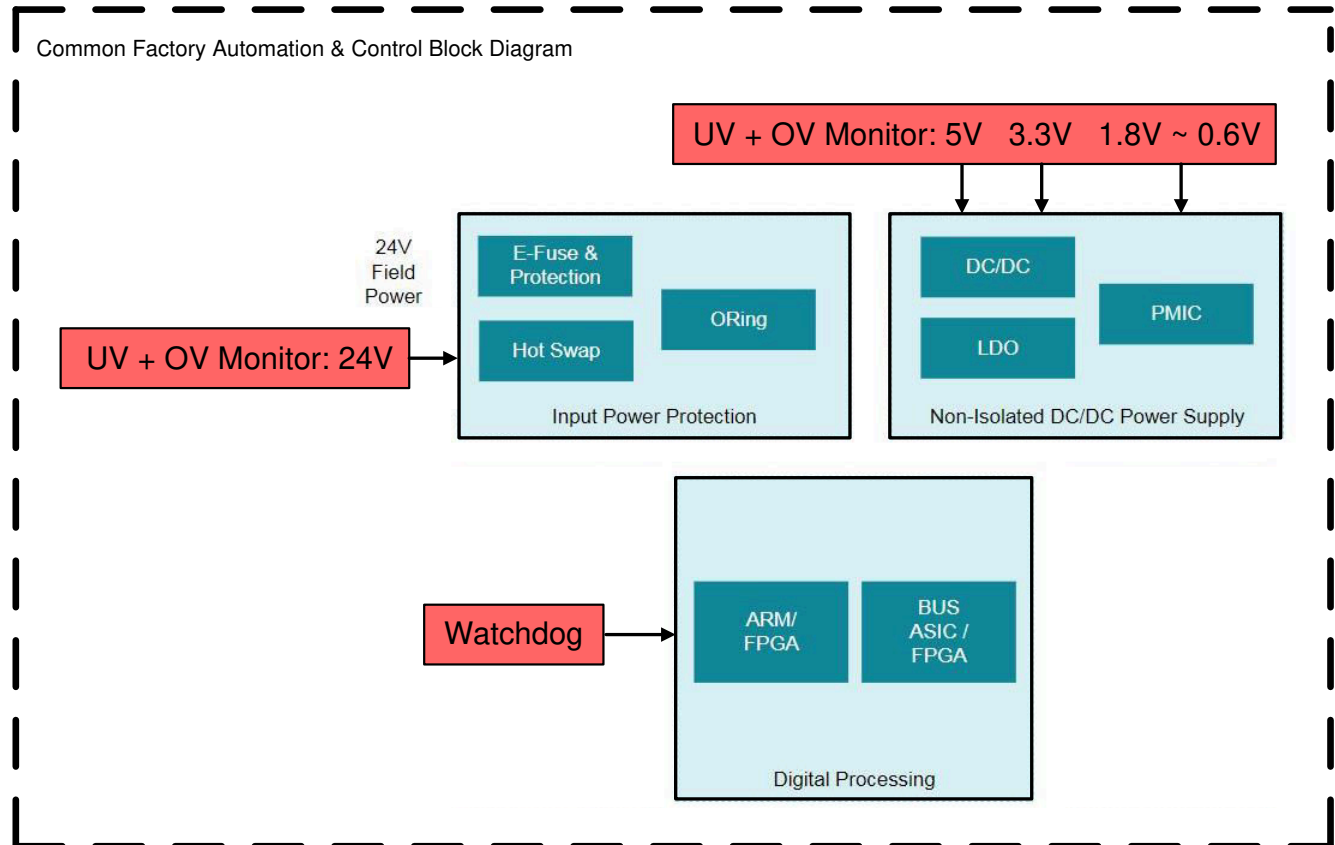 Common Factory Automation & Control Block Diagram
UV + OV Monitor: 5V 3.3V 1.8V ~ 0.6V
24V
Field
Power
E-Fuse &
Protection
ORing
Hot Swap
Input Power Protection
DC/DC
PMIC
LDO
Non-Isolated DC/DC Power Supply
UV + OV Monitor: 24V
Watchdog
ARM/
FPGA
BUS
ASIC /
FPGA
Digital Processing